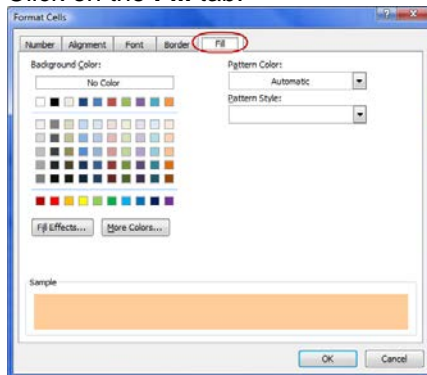 Click on the Fill tab.
Format Cells
Number Alignment Font Border Fill
Background Color:
No Color
Pattern Color:
Automatic
Pattern Style:
Fill Effects... More Colors...
Sample
OK Cancel